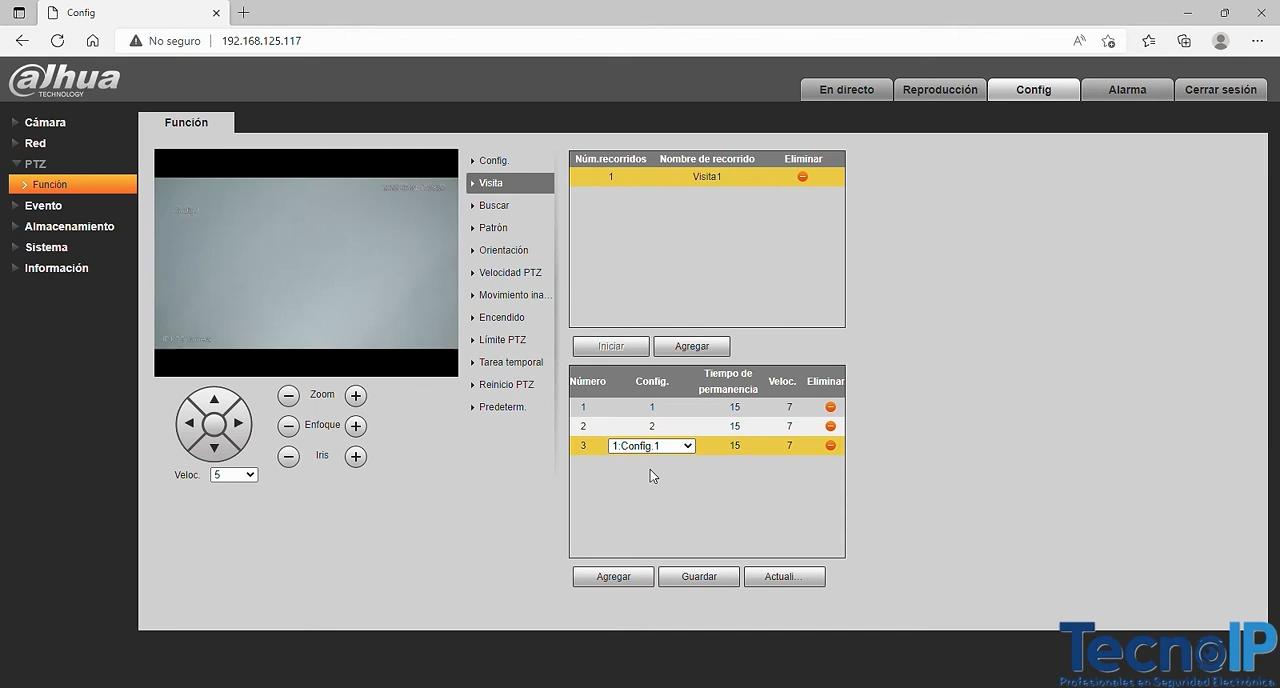 Config
No seguro
192.168.125.117
alhua
TECHNOLOGY
En directo
Reproducción
Config
Alarma
Cerrar sesión
Cámara
Red
PTZ
Función
Evento
Almacenamiento
Sistema
Información
Función
Config.
Visita
Buscar
Patrón
Orientación
Velocidad PTZ
Movimiento ina...
Encendido
Límite PTZ
Tarea temporal
Reinicio PTZ
Predeterm.
Zoom
Enfoque
Iris
Veloc. 5
Núm.recorridos Nombre de recorrido Eliminar
1 Visita1
Iniciar
Agregar
Número Config. Tiempo de permanencia Veloc. Eliminar
1 1 15 7
2 2 15 7
3 1:Config.1 15 7
Agregar
Guardar
Actuali...
TecnoIP
Profesionales en Seguridad Electrónica